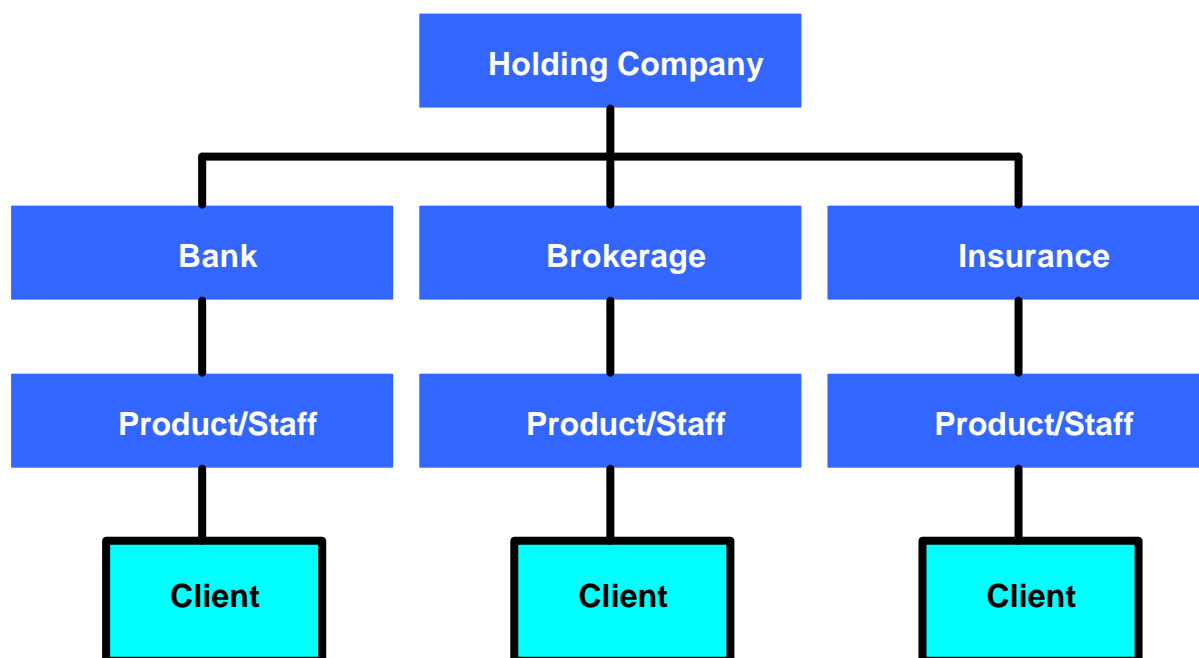 Holding Company
Bank
Brokerage
Insurance
Product/Staff
Product/Staff
Product/Staff
Client
Client
Client